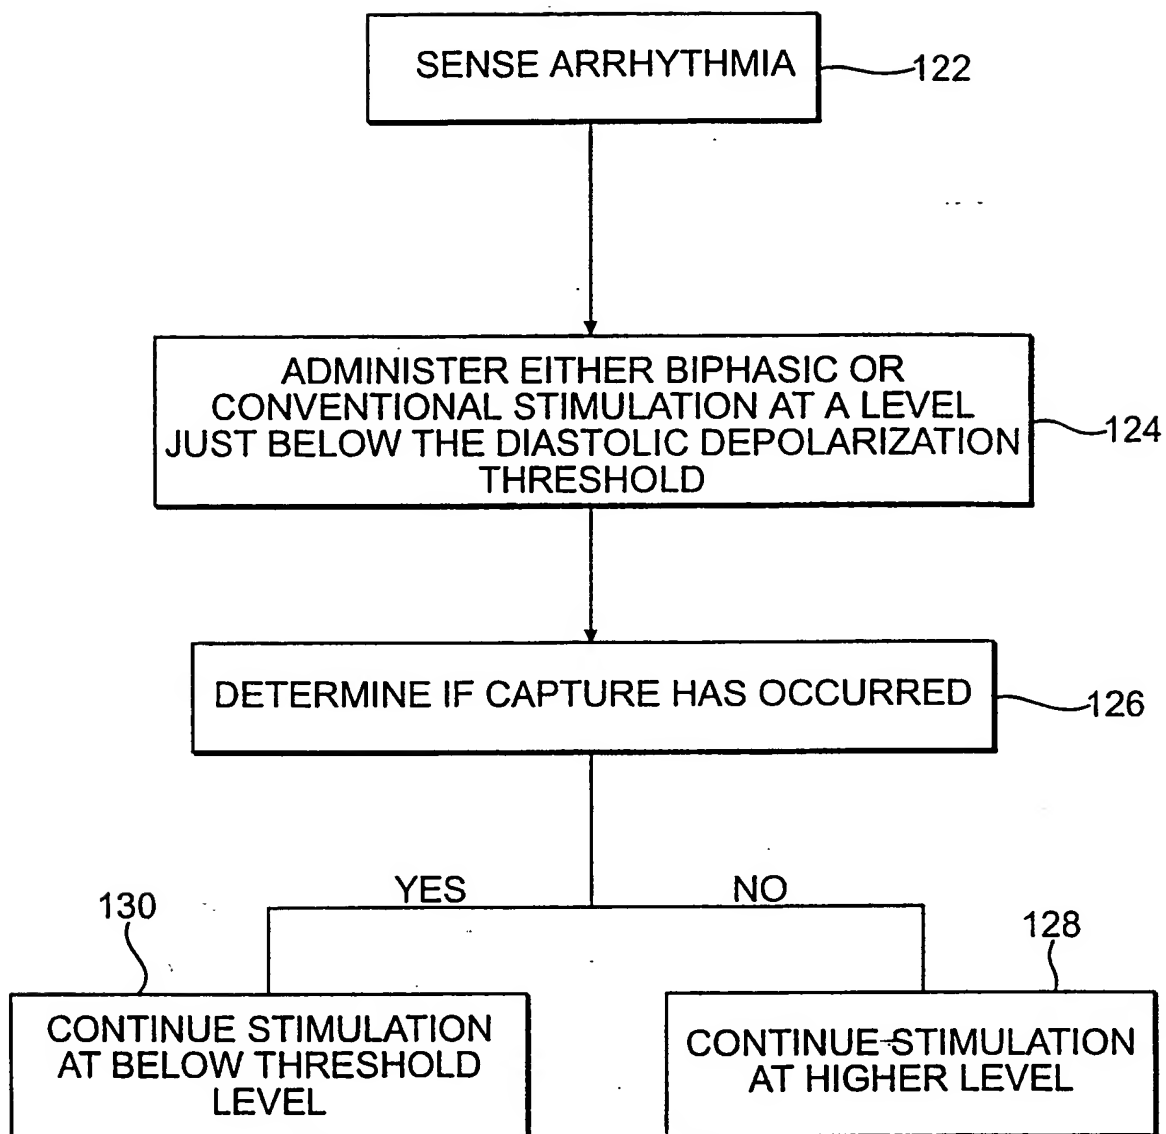 SENSE ARRHYTHMIA
122
ADMINISTER EITHER BIPHASIC OR
CONVENTIONAL STIMULATION AT A LEVEL
JUST BELOW THE DIASTOLIC DEPOLARIZATION
THRESHOLD
124
DETERMINE IF CAPTURE HAS OCCURRED
126
YES
NO
130
128
CONTINUE STIMULATION
AT BELOW THRESHOLD
LEVEL
CONTINUE STIMULATION
AT HIGHER LEVEL